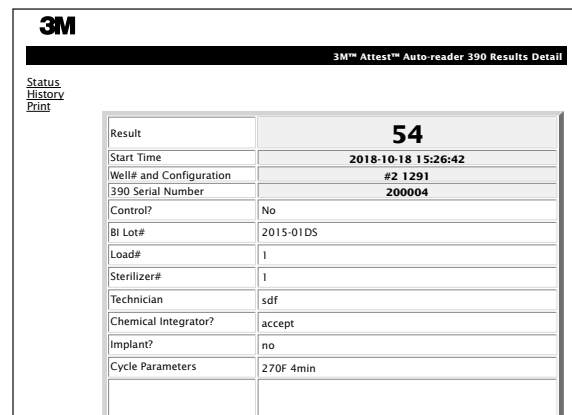 3M
3M™ Attest™ Auto-reader 390 Results Detail
Status
History
Print
Result 54
Start Time 2018-10-18 15:26:42
Well# and Configuration #2 1291
390 Serial Number 200004
Control? No
BI Lot# 2015-01DS
Load# 1
Sterilizer# 1
Technician sdf
Chemical Integrator? accept
Implant? no
Cycle Parameters 270F 4min